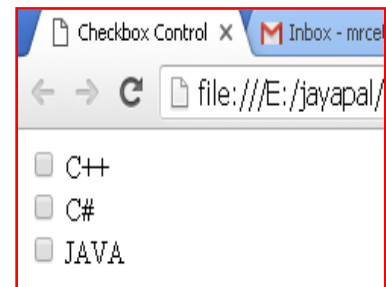 Checkbox Control Inbox - mrce
file:///E:/jayapal/
C++
C#
JAVA